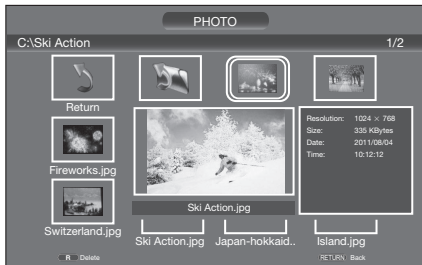 PHOTO
C:\Ski Action 1/2
Return
Resolution: 1024 × 768
Size: 335 KBytes
Date: 2011/08/04
Time: 10:12:12
Fireworks.jpg
Ski Action.jpg
Switzerland.jpg
Ski Action.jpg Japan-hokkaid.. Island.jpg
R Delete RETURN Back